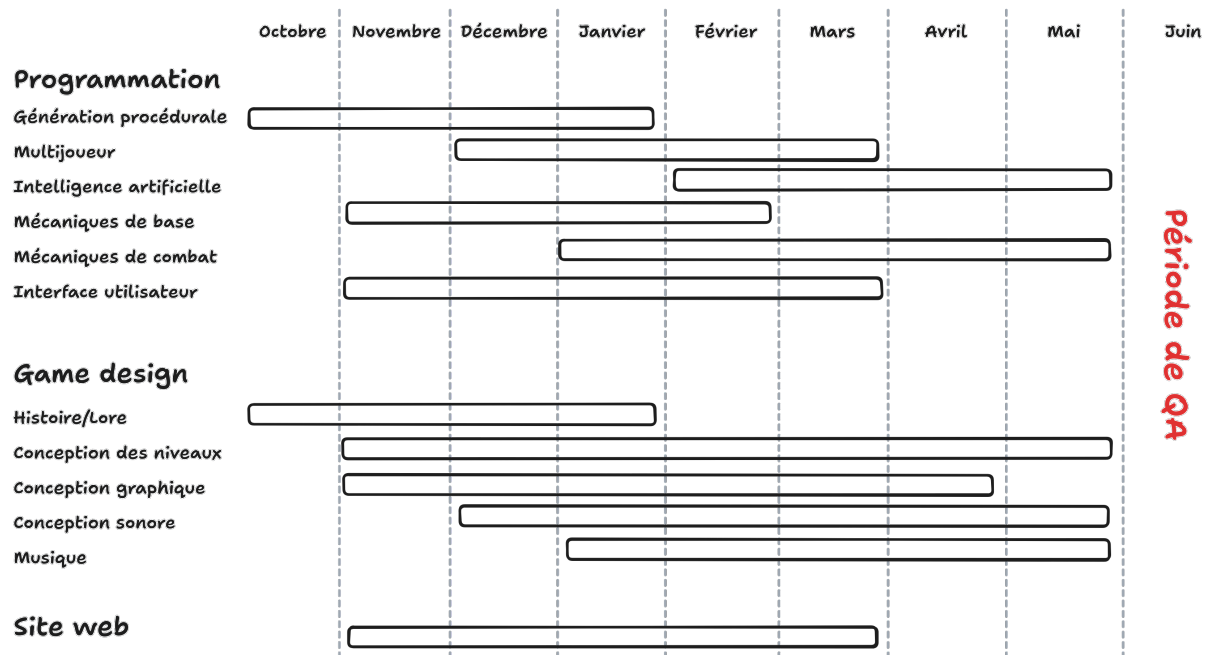 Octobre Novembre Décembre Janvier Février Mars Avril Mai Juin
Programmation
Génération procédurale
Multijoueur
Intelligence artificielle
Mécaniques de base
Mécaniques de combat
Interface utilisateur
Période de QA
Game design
Histoire/Lore
Conception des niveaux
Conception graphique
Conception sonore
Musique
Site web